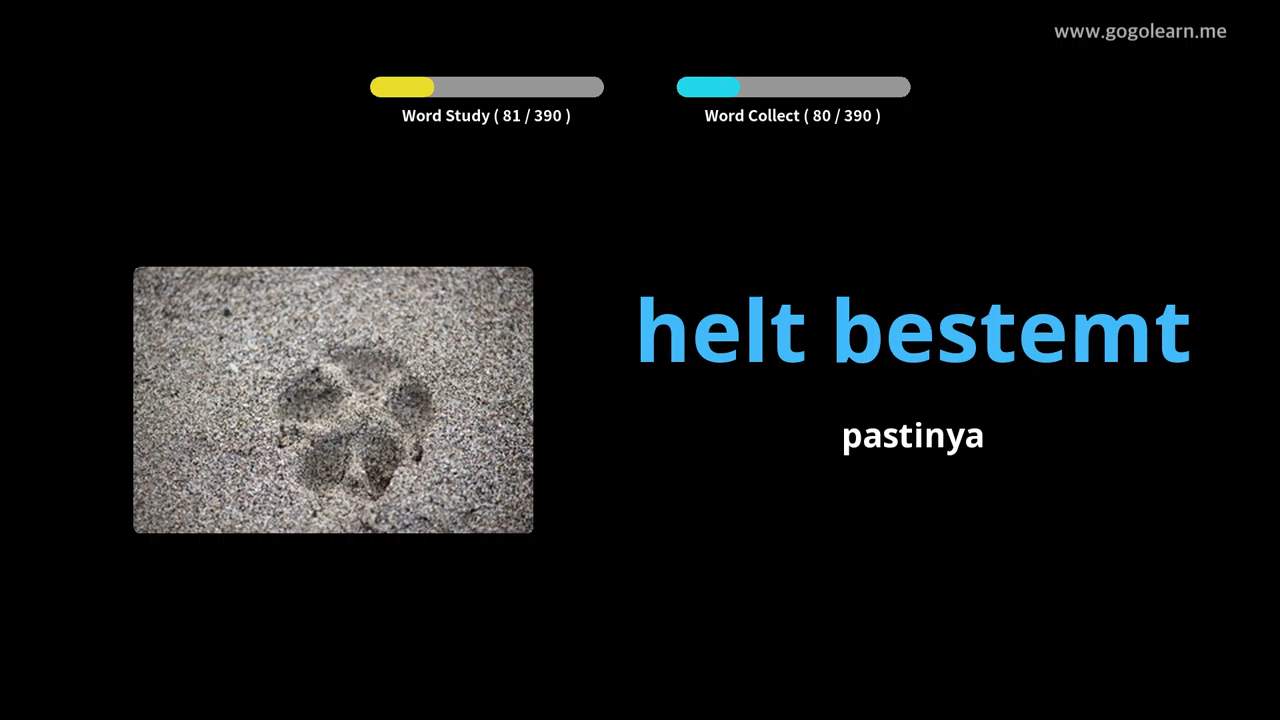 www.gogolearn.me
Word Study ( 81 / 390 )
Word Collect ( 80 / 390 )
helt bestemt
pastinya